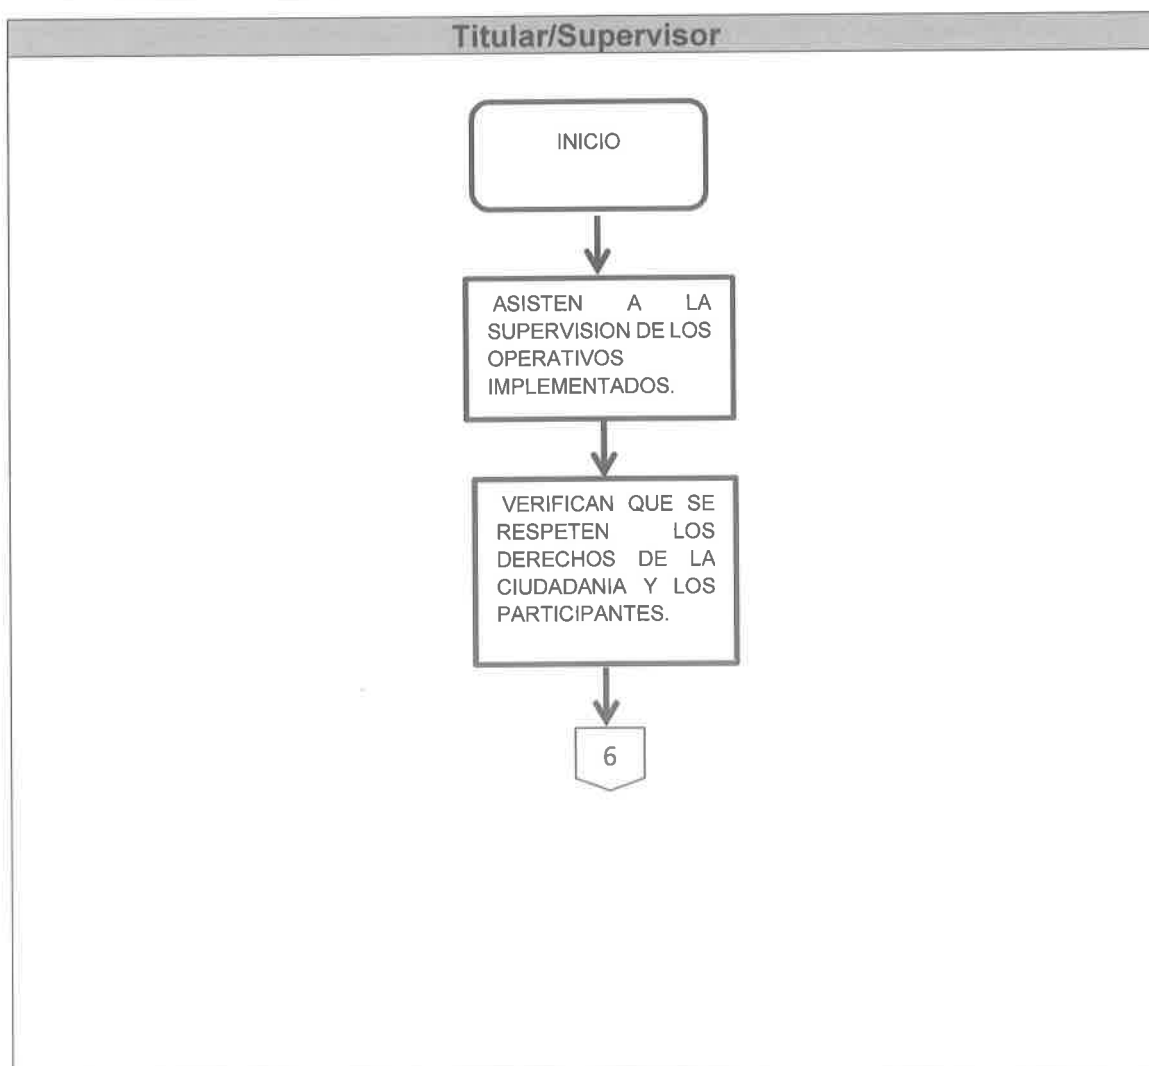 Titular/Supervisor
INICIO
ASISTEN A LA
SUPERVISION DE LOS
OPERATIVOS
IMPLEMENTADOS.
VERIFICAN QUE SE
RESPETEN LOS
DERECHOS DE LA
CIUDADANIA Y LOS
PARTICIPANTES.
6